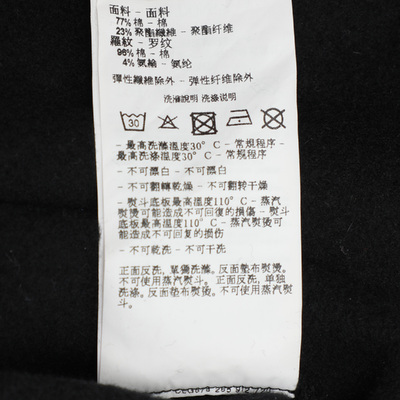 面料 - 面料
77% 棉 - 棉
23% 聚酯纖維 - 聚酯纤维
羅紋 - 罗纹
96% 棉 - 棉
4% 氨綸 - 氨纶
彈性纖維除外 - 弹性纤维除外
洗滌說明 洗涤说明
30
- 最高洗滌溫度30° C - 常規程序 -
最高洗涤温度30° C - 常规程序
- 不可漂白 - 不可漂白
- 不可翻轉乾燥 - 不可翻转干燥
- 熨斗底板最高溫度110° C - 蒸汽
熨燙可能造成不可回復的損傷 - 熨斗
底板最高温度110° C - 蒸汽熨烫可
能造成不可回复的损伤
- 不可乾洗 - 不可干洗
正面反洗, 單獨洗滌。反面墊布熨燙。
不可使用蒸汽熨斗。正面反洗, 单独
洗涤。反面垫布熨烫。不可使用蒸汽熨
斗。